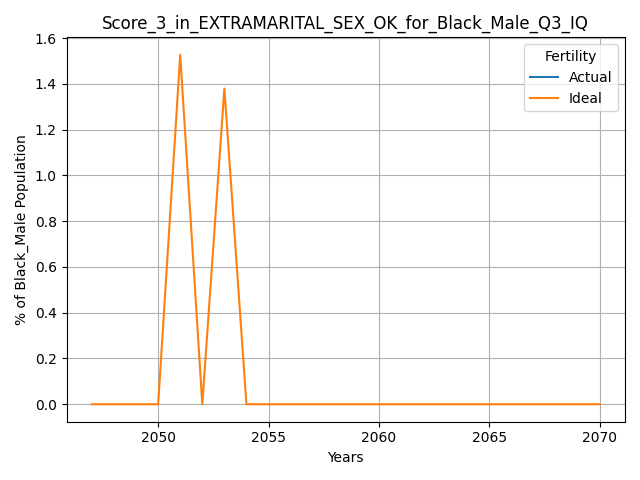 Score_3_in_EXTRAMARITAL_SEX_OK_for_Black_Male_Q3_IQ
% of Black_Male Population
1.6
1.4
1.2
1.0
0.8
0.6
0.4
0.2
0.0
Fertility
Actual
Ideal
2050 2055 2060 2065 2070
Years